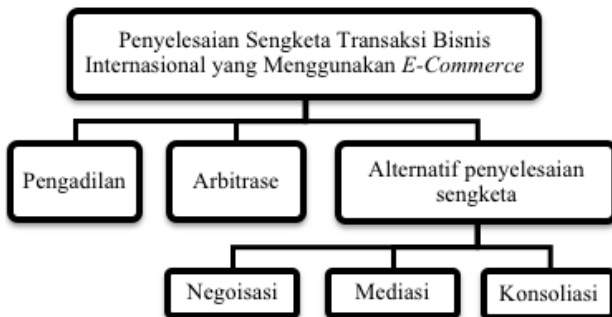 Penyelesaian Sengketa Transaksi Bisnis
Internasional yang Menggunakan E-Commerce
Pengadilan
Arbitrase
Alternatif penyelesaian
sengketa
Negoisasi
Mediasi
Konsoliasi